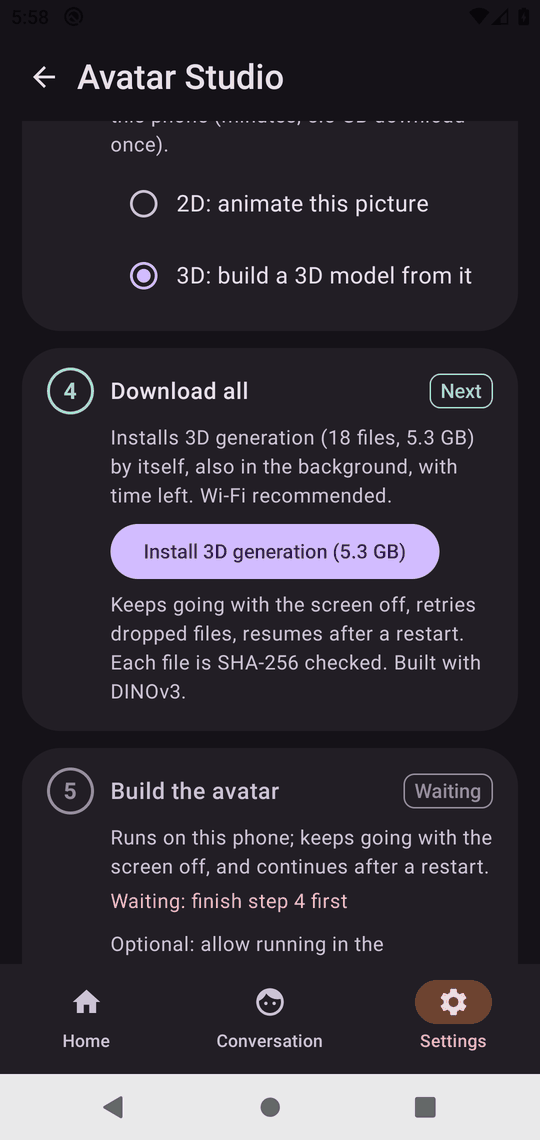 5:58
Avatar Studio
once).
2D: animate this picture
3D: build a 3D model from it
4
Download all
Next
Installs 3D generation (18 files, 5.3 GB)
by itself, also in the background, with
time left. Wi-Fi recommended.
Install 3D generation (5.3 GB)
Keeps going with the screen off, retries
dropped files, resumes after a restart.
Each file is SHA-256 checked. Built with
DINOv3.
5
Build the avatar
Waiting
Runs on this phone; keeps going with the
screen off, and continues after a restart.
Waiting: finish step 4 first
Optional: allow running in the
Home
Conversation
Settings